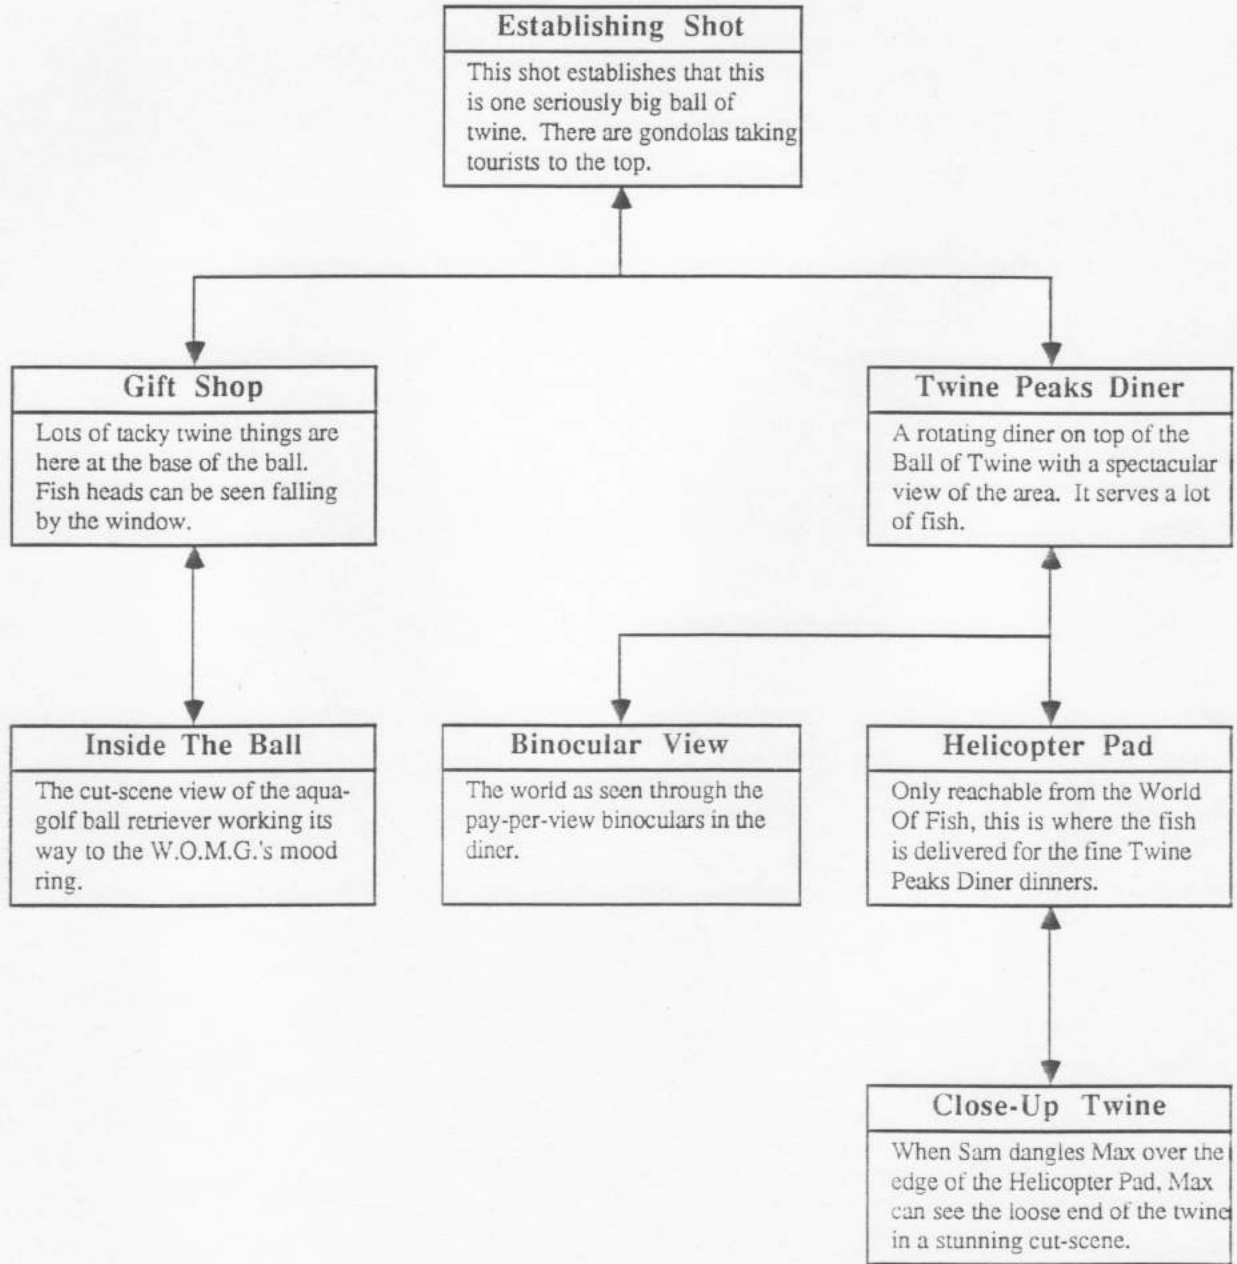 Establishing Shot
This shot establishes that this
is one seriously big ball of
twine. There are gondolas taking
tourists to the top.
Gift Shop
Lots of tacky twine things are
here at the base of the ball.
Fish heads can be seen falling
by the window.
Twine Peaks Diner
A rotating diner on top of the
Ball of Twine with a spectacular
view of the area. It serves a lot
of fish.
Inside The Ball
The cut-scene view of the aqua-
golf ball retriever working its
way to the W.O.M.G.'s mood
ring.
Binocular View
The world as seen through the
pay-per-view binoculars in the
diner.
Helicopter Pad
Only reachable from the World
Of Fish, this is where the fish
is delivered for the fine Twine
Peaks Diner dinners.
Close-Up Twine
When Sam dangles Max over the
edge of the Helicopter Pad, Max
can see the loose end of the twine
in a stunning cut-scene.